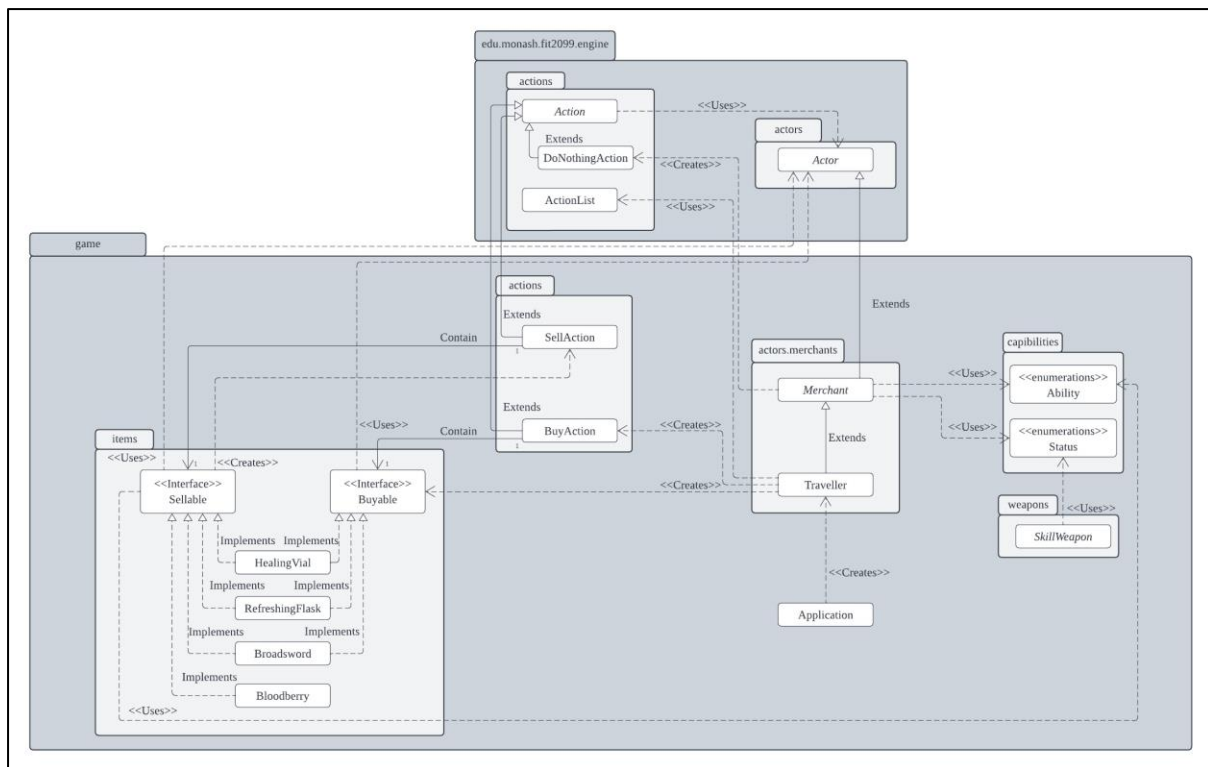 edu.monash.fit2099.engine
actions
Action
<<Uses>>
actors
Extends
DoNothingAction
<<Creates>>
Actor
ActionList
<<Uses>>
game
actions
Extends
Extends
SellAction
Contain
1
actors.merchants
capibilities
Merchant
<<Uses>>
<<enumerations>>
Ability
Extends
<<Uses>>
BuyAction
Contain
1
<<Creates>>
Extends
<<Uses>>
<<enumerations>>
Status
items
<<Uses>>
1
<<Creates>>
1
<<Interface>>
Sellable
<<Interface>>
Buyable
<<Creates>>
Traveller
weapons
<<Uses>>
SkillWeapon
Implements
Implements
HealingVial
Implements
Implements
RefreshingFlask
<<Creates>>
Application
Implements
Implements
Broadsword
Implements
Bloodberry
<<Uses>>